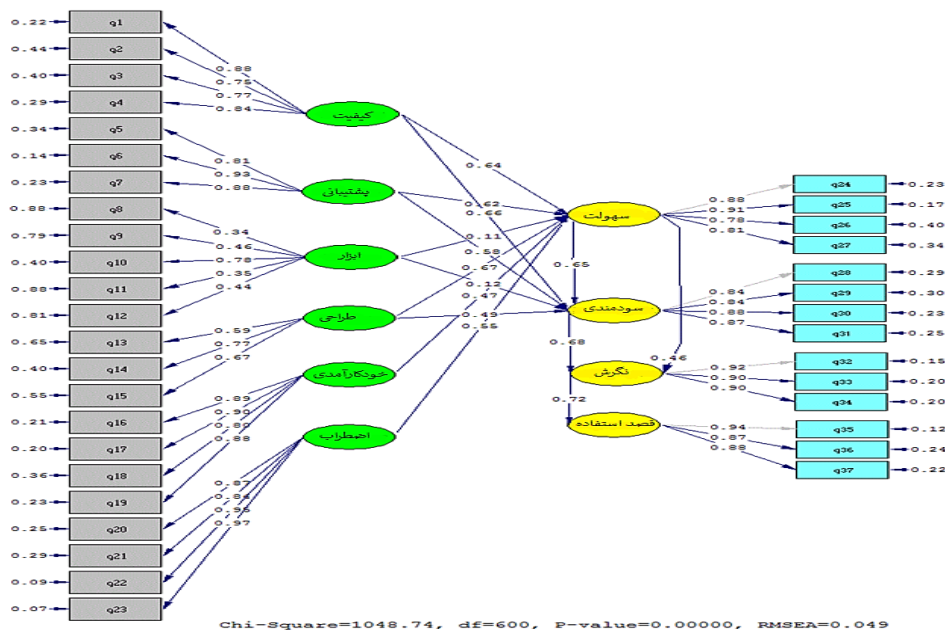 0.22 q1
0.44 q2
0.40 q3
0.29 q4
0.34 q5
0.14 q6
0.23 q7
0.88 q8
0.79 q9
0.40 q10
0.88 q11
0.81 q12
0.65 q13
0.40 q14
0.55 q15
0.21 q16
0.20 q17
0.36 q18
0.23 q19
0.25 q20
0.29 q21
0.09 q22
0.07 q23
0.88
0.75
0.77
0.84
0.81
0.93
0.88
0.34
0.46
0.78
0.35
0.44
0.59
0.77
0.67
0.89
0.90
0.80
0.88
0.87
0.84
0.95
0.97
کیفیت
پشتیبانی
ابزار
طراحی
خودکارآمدی
اضطراب
0.64
0.62
0.66
0.11
0.58
0.67
0.12
0.47
0.49
0.55
سهولت
سودمندی
نگرش
قصد استفاده
0.65
0.68
0.46
0.72
0.88
0.91
0.78
0.81
0.84
0.84
0.88
0.87
0.92
0.90
0.90
0.94
0.87
0.88
q24 0.23
q25 0.17
q26 0.40
q27 0.34
q28 0.29
q29 0.30
q30 0.23
q31 0.25
q32 0.15
q33 0.20
q34 0.20
q35 0.12
q36 0.24
q37 0.22
Chi-Square=1048.74, df=600, P-value=0.00000, RMSEA=0.049